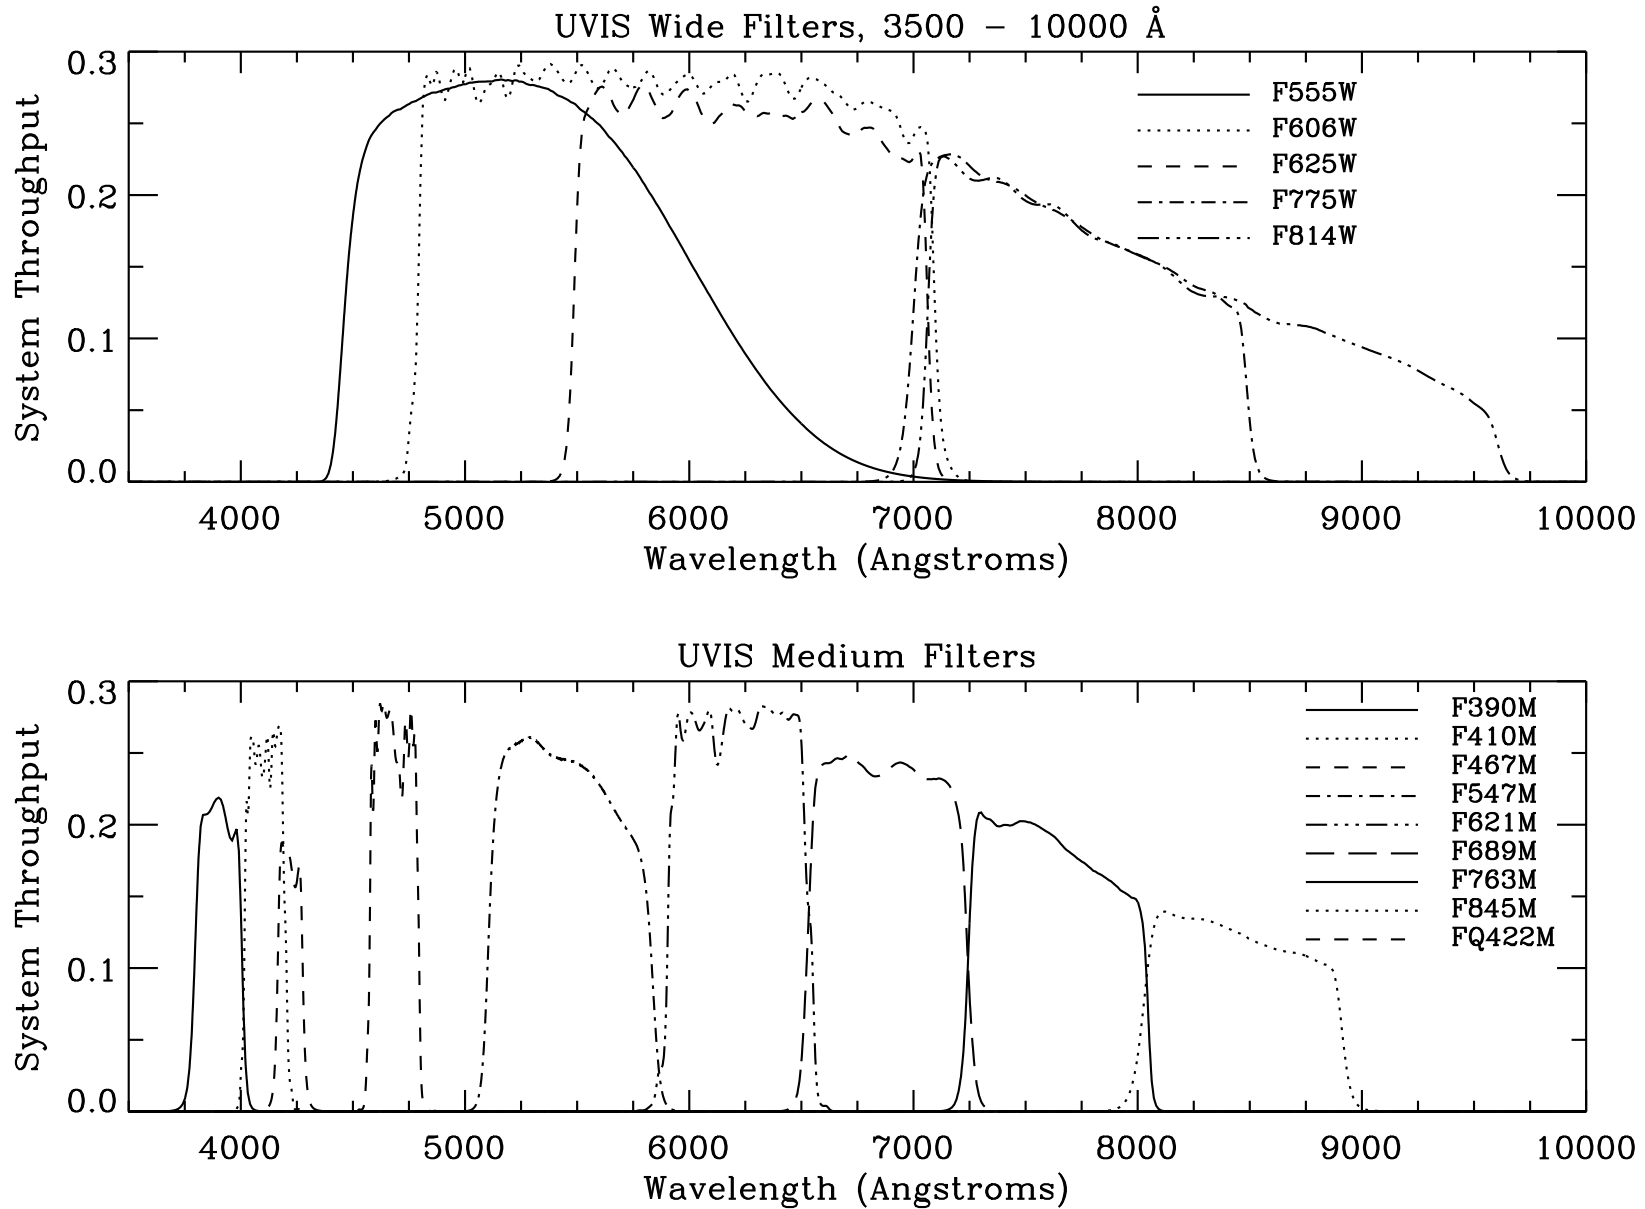 UVIS Wide Filters, 3500 − 10000 Å
System Throughput
0.3
0.2
0.1
0.0
F555W
F606W
F625W
F775W
F814W
4000 5000 6000 7000 8000 9000 10000
Wavelength (Angstroms)
UVIS Medium Filters
System Throughput
0.3
0.2
0.1
0.0
F390M
F410M
F467M
F547M
F621M
F689M
F763M
F845M
FQ422M
4000 5000 6000 7000 8000 9000 10000
Wavelength (Angstroms)